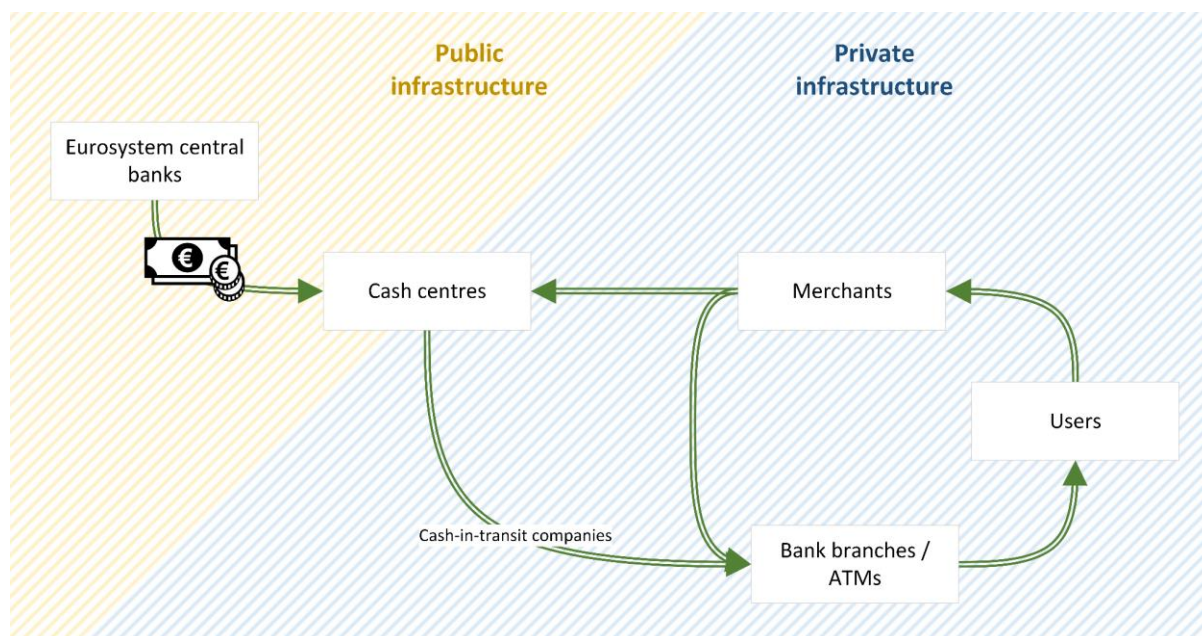 Public
infrastructure
Private
infrastructure
Eurosystem central
banks
€
€
Cash centres
Merchants
Users
Cash-in-transit companies
Bank branches /
ATMs